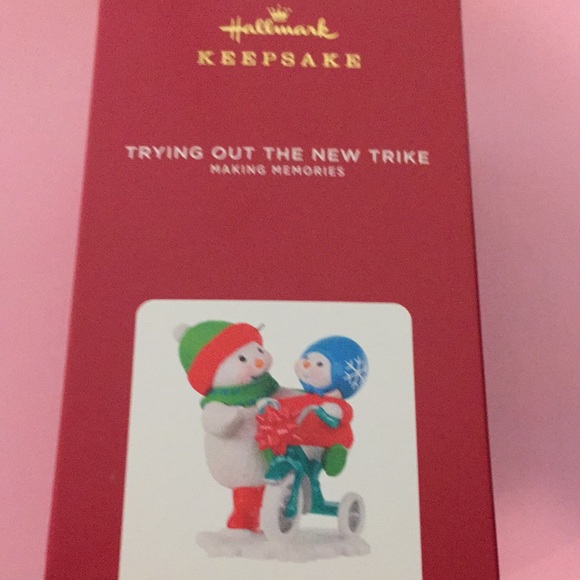 Hallmark
KEEPSAKE
TRYING OUT THE NEW TRIKE
MAKING MEMORIES